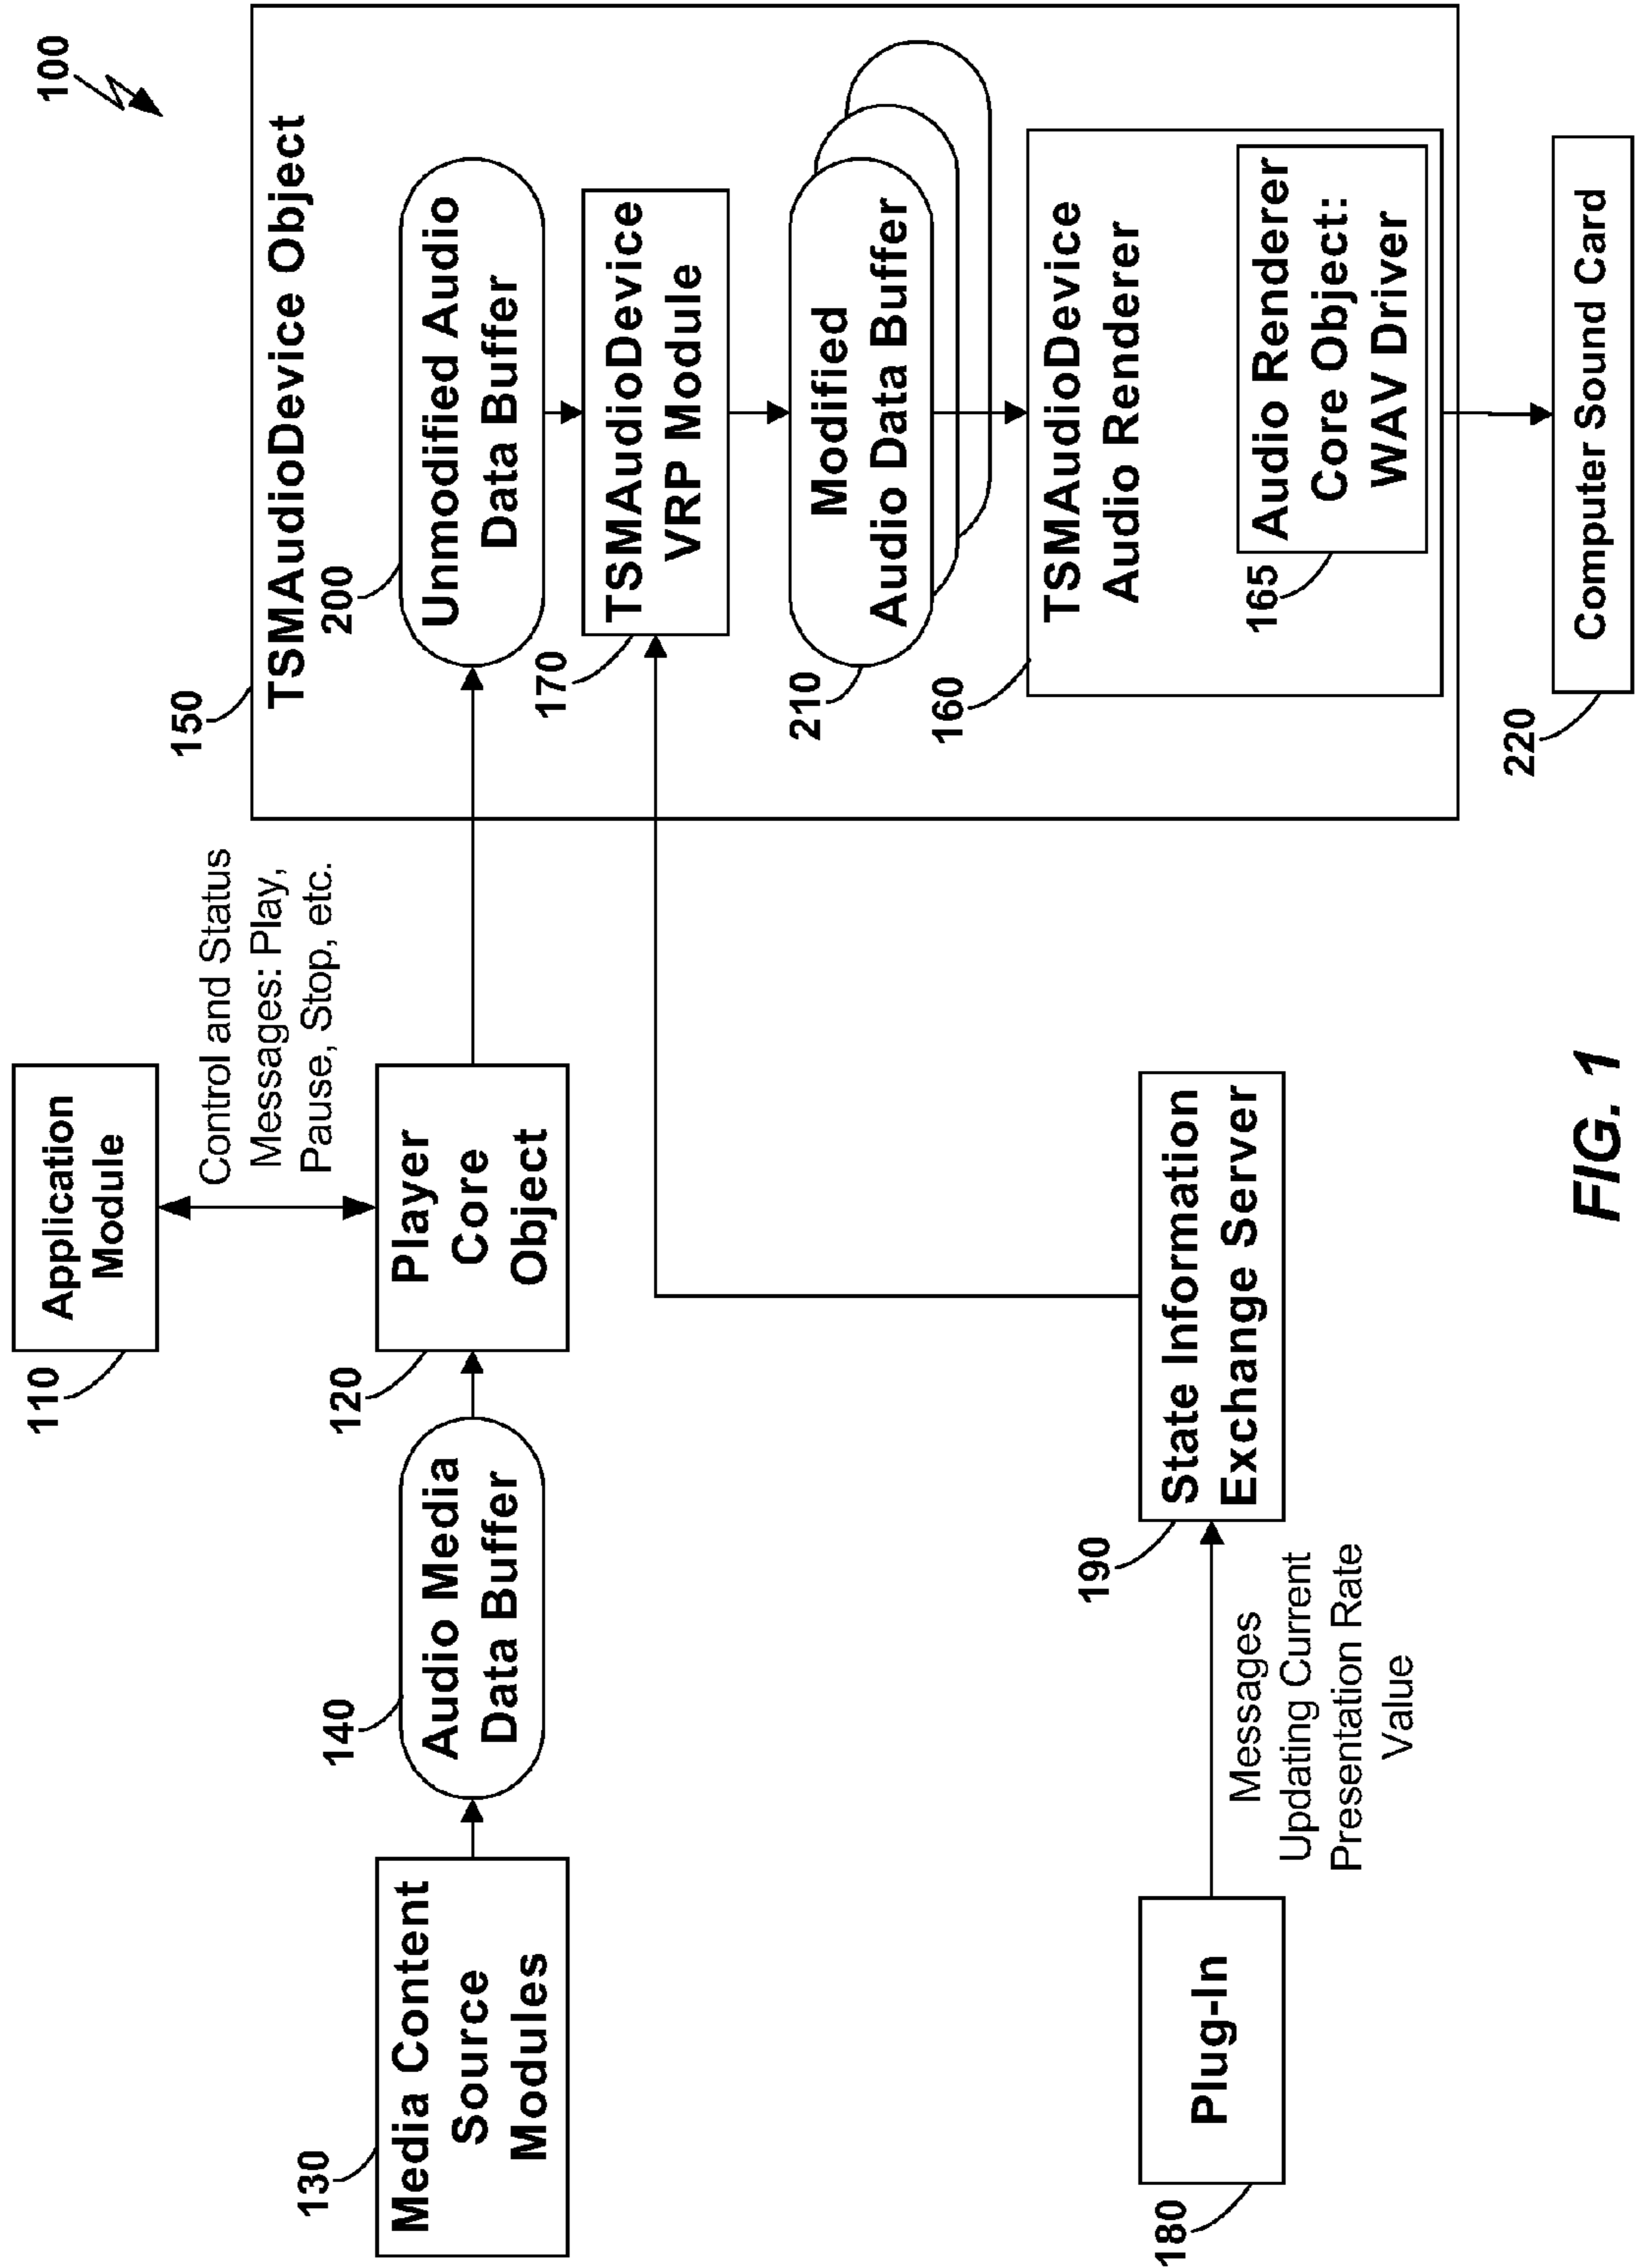 100
110
Application
Module
Control and Status
Messages: Play,
Pause, Stop, etc.
130
Media Content
Source
Modules
140
Audio Media
Data Buffer
120
Player
Core
Object
150
TSMAudioDevice Object
200
Unmodified Audio
Data Buffer
170
TSMAudioDevice
VRP Module
210
Modified
Audio Data Buffer
160
TSMAudioDevice
Audio Renderer
165
Audio Renderer
Core Object:
WAV Driver
180
Plug-In
Messages
Updating Current
Presentation Rate
Value
190
State Information
Exchange Server
220
Computer Sound Card
FIG. 1